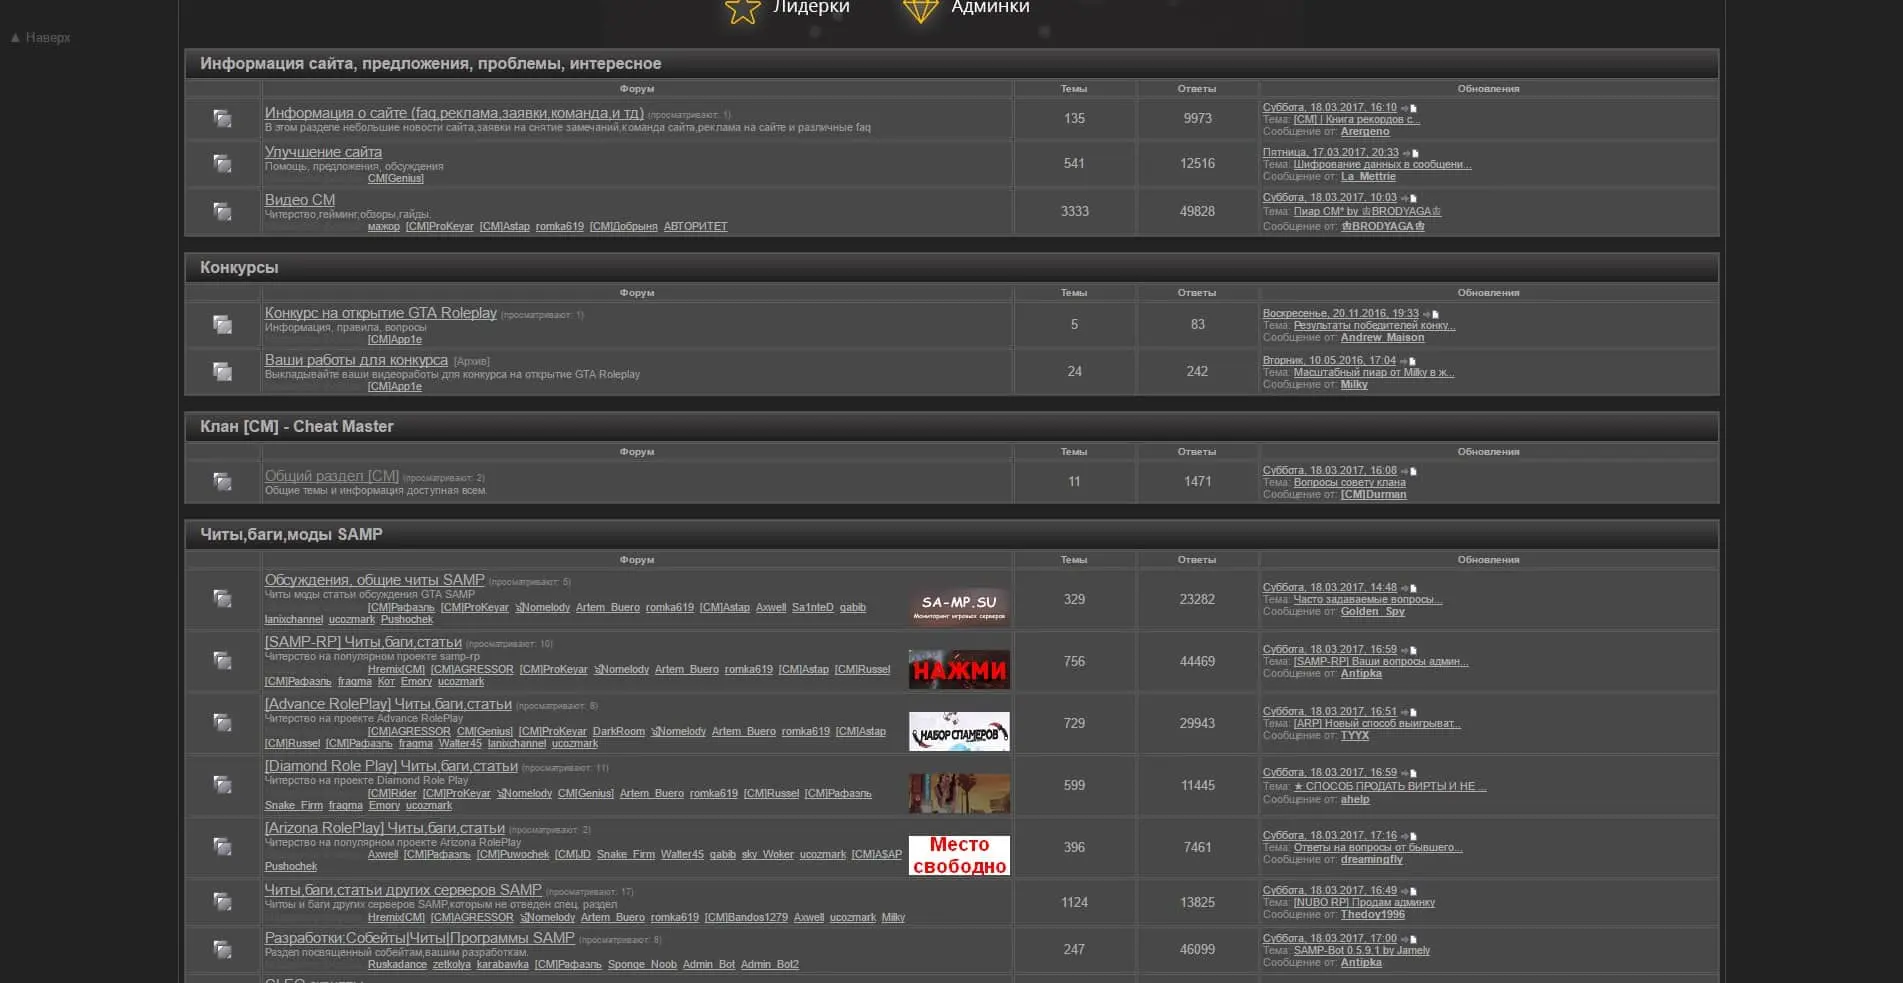 Лидерки
Админки
▲ Наверх
Информация сайта, предложения, проблемы, интересное
Форум Темы Ответы Обновления
Информация о сайте (faq,реклама,заявки,команда,и тд) (просматривают: 1)
В этом разделе небольшие новости сайта,заявки на снятие замечаний,команда сайта,реклама на сайте и различные faq
135 9973
Суббота, 18.03.2017, 16:10
Тема: [CM] | Книга рекордов с...
Сообщение от: Arergeno
Улучшение сайта
Помощь, предложения, обсуждения
CM[Genius]
541 12516
Пятница, 17.03.2017, 20:33
Тема: Шифрование данных в сообщени...
Сообщение от: La_Mettrie
Видео CM
Читерство,гейминг,обзоры,гайды.
мажор [CM]ProKeyar [CM]Astap romka619 [CM]Добрыня АВТОРИТЕТ
3333 49828
Суббота, 18.03.2017, 10:03
Тема: Пиар CM* by ♔BRODYAGA♔
Сообщение от: ♔BRODYAGA♔
Конкурсы
Форум Темы Ответы Обновления
Конкурс на открытие GTA Roleplay (просматривают: 1)
Информация, правила, вопросы
[CM]App1e
5 83
Воскресенье, 20.11.2016, 19:33
Тема: Результаты победителей конку...
Сообщение от: Andrew_Maison
Ваши работы для конкурса [Архив]
Выкладывайте ваши видеоработы для конкурса на открытие GTA Roleplay
[CM]App1e
24 242
Вторник, 10.05.2016, 17:04
Тема: Масштабный пиар от Milky в ж...
Сообщение от: Milky
Клан [CM] - Cheat Master
Форум Темы Ответы Обновления
Общий раздел [CM] (просматривают: 2)
Общие темы и информация доступная всем.
11 1471
Суббота, 18.03.2017, 16:08
Тема: Вопросы совету клана
Сообщение от: [CM]Durman
Читы,баги,моды SAMP
Форум Темы Ответы Обновления
Обсуждения, общие читы SAMP (просматривают: 5)
Читы моды статьи обсуждения GTA SAMP
[CM]Рафаэль [CM]ProKeyar Nomelody Artem_Buero romka619 [CM]Astap Axwell Sa1nteD gabib
lanixchannel ucozmark Pushochek
SA-MP.SU
Мониторинг игровых серверов
329 23282
Суббота, 18.03.2017, 14:48
Тема: Часто задаваемые вопросы...
Сообщение от: Golden_Spy
[SAMP-RP] Читы,баги,статьи (просматривают: 10)
Читерство на популярном проекте samp-rp
Hremix[CM] [CM]AGRESSOR [CM]ProKeyar Nomelody Artem_Buero romka619 [CM]Astap [CM]Russel
[CM]Рафаэль fragma Кот Emory ucozmark
НАЖМИ
756 44469
Суббота, 18.03.2017, 16:59
Тема: [SAMP-RP] Ваши вопросы админ...
Сообщение от: Antipka
[Advance RolePlay] Читы,баги,статьи (просматривают: 8)
Читерство на проекте Advance RolePlay
[CM]AGRESSOR CM[Genius] [CM]ProKeyar DarkRoom Nomelody Artem_Buero romka619 [CM]Astap
[CM]Russel [CM]Рафаэль fragma Walter45 lanixchannel ucozmark
НАБОР СПАМЕРОВ
729 29943
Суббота, 18.03.2017, 16:51
Тема: [ARP] Новый способ выигрыват...
Сообщение от: TYYX
[Diamond Role Play] Читы,баги,статьи (просматривают: 11)
Читерство на проекте Diamond Role Play
[CM]Rider [CM]ProKeyar Nomelody CM[Genius] Artem_Buero romka619 [CM]Russel [CM]Рафаэль
Snake_Firm fragma Emory ucozmark
599 11445
Суббота, 18.03.2017, 16:59
Тема: ★ СПОСОБ ПРОДАТЬ ВИРТЫ И НЕ ...
Сообщение от: ahelp
[Arizona RolePlay] Читы,баги,статьи (просматривают: 2)
Читерство на популярном проекте Arizona RolePlay
Axwell [CM]Рафаэль [CM]Puwochek [CM]JD Snake_Firm Walter45 gabib sky_Woker ucozmark [CM]A$AP
Pushochek
Место
свободно
396 7461
Суббота, 18.03.2017, 17:16
Тема: Ответы на вопросы от бывшего...
Сообщение от: dreamingfly
Читы,баги,статьи других серверов SAMP (просматривают: 17)
Читоы и баги других серверов SAMP,которым не отведен спец. раздел
Hremix[CM] [CM]AGRESSOR Nomelody Artem_Buero romka619 [CM]Bandos1279 Axwell ucozmark Milky
1124 13825
Суббота, 18.03.2017, 16:49
Тема: [NUBO RP] Продам админку
Сообщение от: Thedoy1996
Разработки:Собейты|Читы|Программы SAMP (просматривают: 8)
Раздел посвященный собейтам,вашим разработкам.
Ruskadance zetkolya karabawka [CM]Рафаэль Sponge_Noob Admin_Bot Admin_Bot2
247 46099
Суббота, 18.03.2017, 17:00
Тема: SAMP-Bot 0.5.9.1 by Jamely
Сообщение от: Antipka